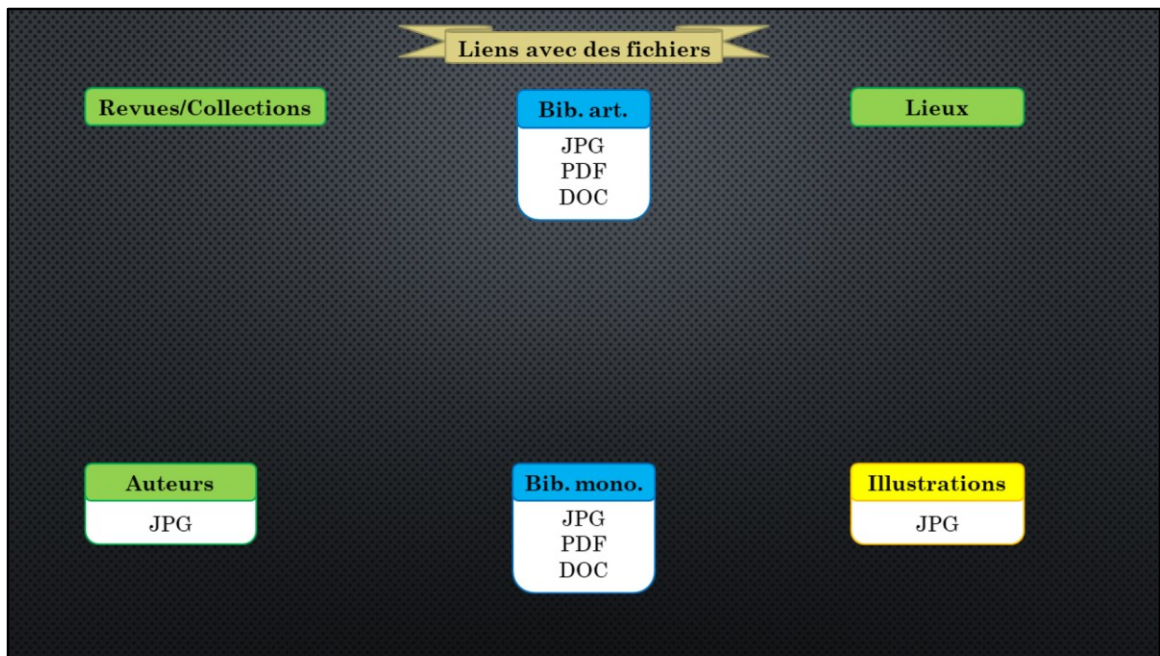 Liens avec des fichiers
Revues/Collections
Bib. art.
JPG
PDF
DOC
Lieux
Auteurs
JPG
Bib. mono.
JPG
PDF
DOC
Illustrations
JPG